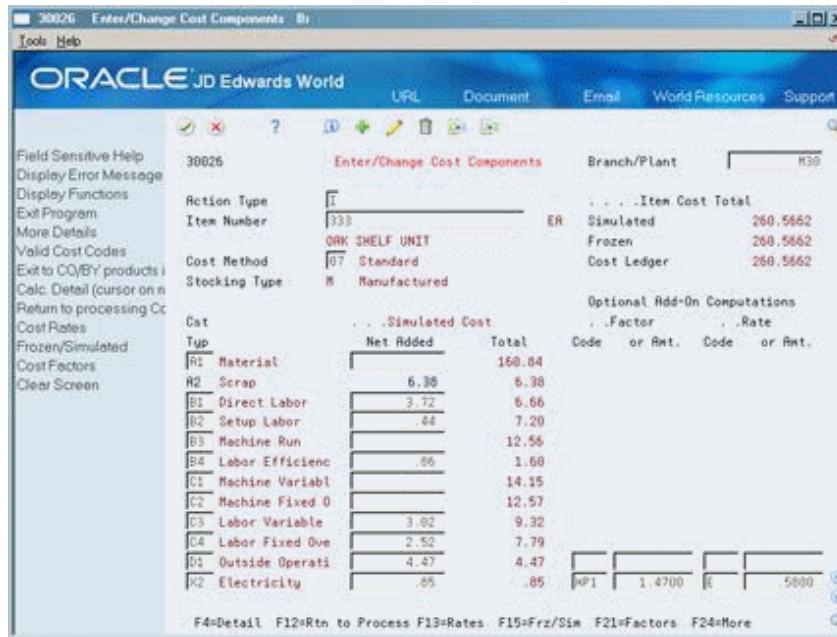 30026 Enter/Change Cost Components
Tools Help
ORACLE JD Edwards World
URL Document Email World Resources Support
Field Sensitive Help
Display Error Message
Display Functions
Exit Program
More Details
Valid Cost Codes
Exit to CO/BY products i
Calc. Detail (cursor on n
Return to processing Co
Cost Rates
Frozen/Simulated
Cost Factors
Clear Screen
30026 Enter/Change Cost Components Branch/Plant M30
Action Type I . . . . .Item Cost Total
Item Number 333 EA Simulated 260.5662
OAK SHELF UNIT Frozen 260.5662
Cost Method 07 Standard Cost Ledger 260.5662
Stocking Type M Manufactured
Optional Add-On Computations
Cst . . .Simulated Cost . .Factor . .Rate
Typ Net Added Total Code or Amt. Code or Amt.
A1 Material 160.84
A2 Scrap 6.38 6.38
B1 Direct Labor 3.72 6.66
B2 Setup Labor .44 7.20
B3 Machine Run 12.56
B4 Labor Efficienc .06 1.60
C1 Machine Variabl 14.15
C2 Machine Fixed O 12.57
C3 Labor Variable 3.02 9.32
C4 Labor Fixed Ove 2.52 7.79
D1 Outside Operati 4.47 4.47
X2 Electricity .85 .85 HP1 1.4700 E .5800
F4=Detail F12=Rtn to Process F13=Rates F15=Frz/Sim F21=Factors F24=More